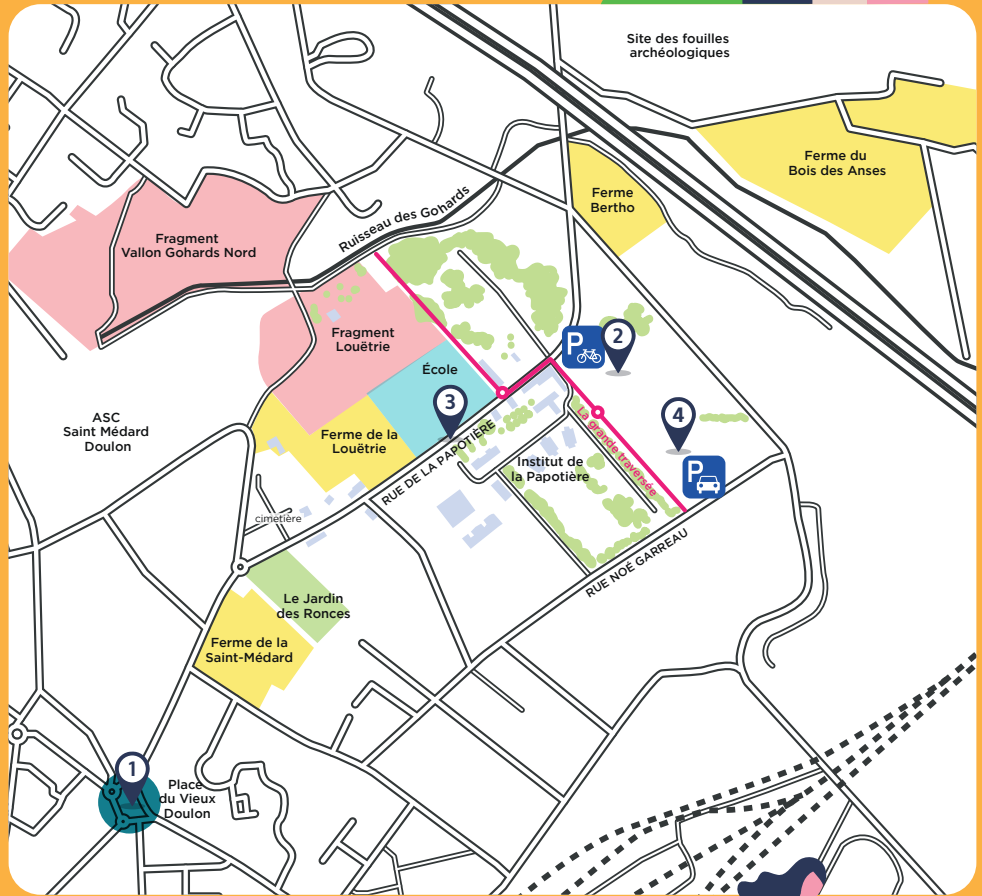 Site des fouilles
archéologiques
Ferme du
Bois des Anses
Ferme
Bertho
Ruisseau des Gohards
Fragment
Vallon Gohards Nord
Fragment
Louëtrie
École
P
2
3
4
P
ASC
Saint Médard
Doulon
Ferme de la
Louëtrie
RUE DE LA PAPOTIÈRE
La grande traversée
Institut de
la Papotière
cimetière
RUE NOÉ GARREAU
Le Jardin
des Ronces
Ferme de la
Saint-Médard
1
Place
du Vieux
Doulon